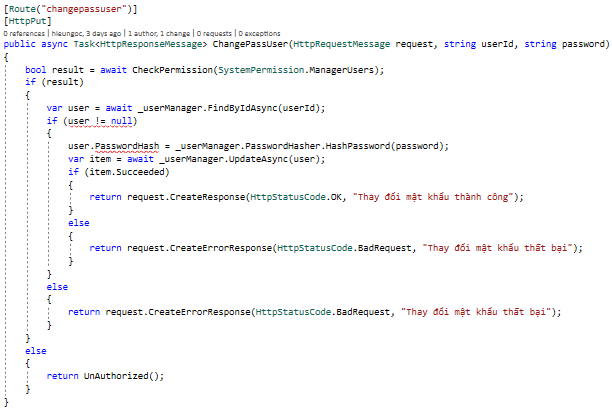 [Route("changepassuser")]
[HttpPut]
0 references | hieungoc, 3 days ago | 1 author, 1 change | 0 requests | 0 exceptions
public async Task<HttpResponseMessage> ChangePassUser(HttpRequestMessage request, string userId, string password)
{
bool result = await CheckPermission(SystemPermission.ManagerUsers);
if (result)
{
var user = await _userManager.FindByIdAsync(userId);
if (user != null)
{
user.PasswordHash = _userManager.PasswordHasher.HashPassword(password);
var item = await _userManager.UpdateAsync(user);
if (item.Succeeded)
{
return request.CreateResponse(HttpStatusCode.OK, "Thay đổi mật khẩu thành công");
}
else
{
return request.CreateErrorResponse(HttpStatusCode.BadRequest, "Thay đổi mật khẩu thất bại");
}
}
else
{
return request.CreateErrorResponse(HttpStatusCode.BadRequest, "Thay đổi mật khẩu thất bại");
}
}
else
{
return UnAuthorized();
}
}